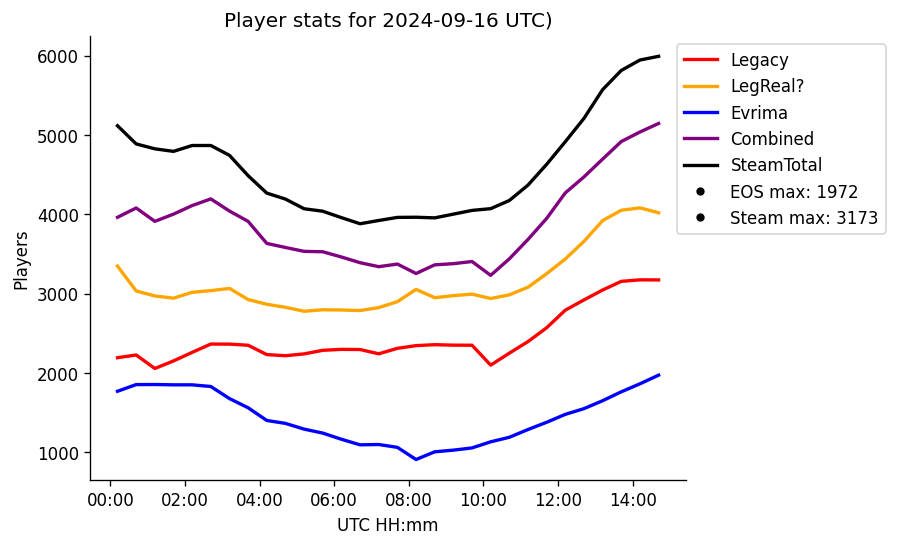 Player stats for 2024-09-16 UTC)
6000
5000
4000
3000
2000
1000
Players
00:00 02:00 04:00 06:00 08:00 10:00 12:00 14:00
UTC HH:mm
Legacy
LegReal?
Evrima
Combined
SteamTotal
EOS max: 1972
Steam max: 3173